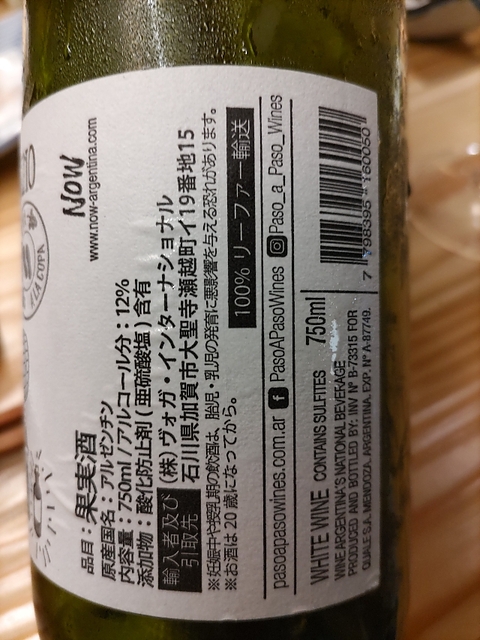 LA COPA
NOW
www.now-argentina.com
品目：果実酒
原産国名：アルゼンチン
内容量：750ml / アルコール分：12%
添加物：酸化防止剤 ( 亜硫酸塩 ) 含有
輸入者及び引取先
(株) ヴォガ・インターナショナル
石川県加賀市大聖寺瀬越町イ19番地15
※妊娠中や授乳期の飲酒は、胎児・乳児の発育に悪影響を与える恐れがあります。
※お酒は 20 歳になってから。
100% リーファー輸送
pasoapasowines.com.ar PasoAPasoWines Paso_a_Paso_Wines
WHITE WINE CONTAINS SULFITES 750ml
WINE ARGENTINA'S NATIONAL BEVERAGE
PRODUCED AND BOTTLED BY: INV Nº B-73315 FOR
QUALE S.A. MENDOZA, ARGENTINA. EXP. Nº A-87749.
7 798395 160050